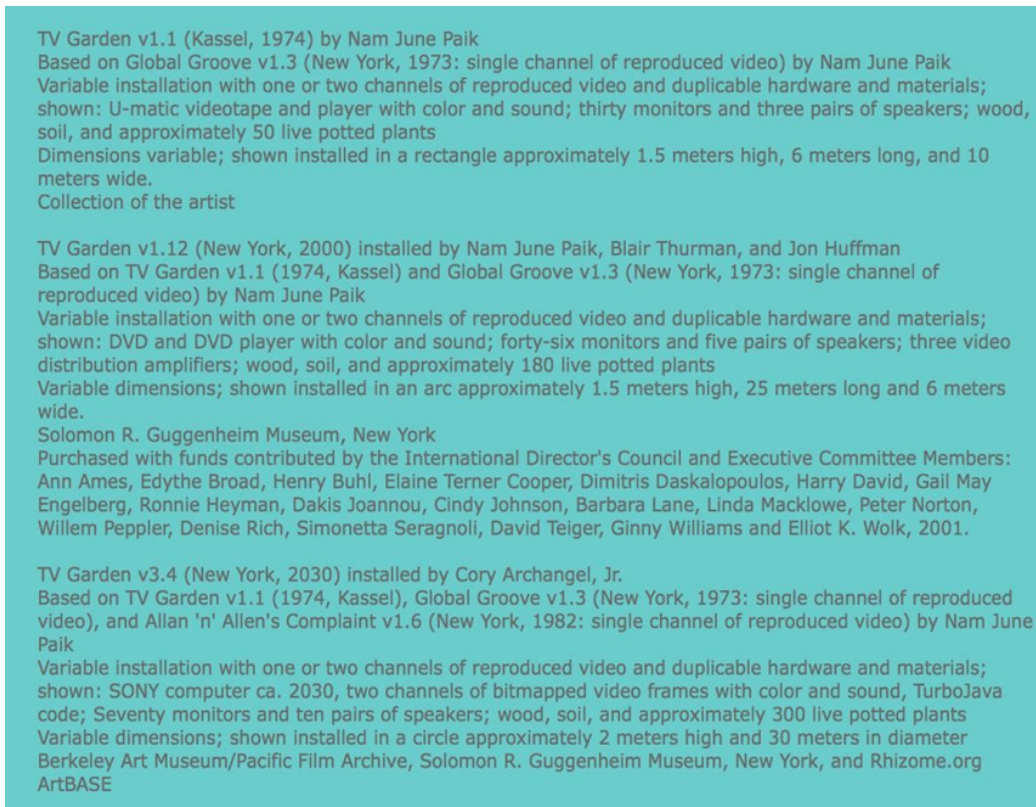 TV Garden v1.1 (Kassel, 1974) by Nam June Paik
Based on Global Groove v1.3 (New York, 1973: single channel of reproduced video) by Nam June Paik
Variable installation with one or two channels of reproduced video and duplicable hardware and materials;
shown: U-matic videotape and player with color and sound; thirty monitors and three pairs of speakers; wood,
soil, and approximately 50 live potted plants
Dimensions variable; shown installed in a rectangle approximately 1.5 meters high, 6 meters long, and 10
meters wide.
Collection of the artist
TV Garden v1.12 (New York, 2000) installed by Nam June Paik, Blair Thurman, and Jon Huffman
Based on TV Garden v1.1 (1974, Kassel) and Global Groove v1.3 (New York, 1973: single channel of
reproduced video) by Nam June Paik
Variable installation with one or two channels of reproduced video and duplicable hardware and materials;
shown: DVD and DVD player with color and sound; forty-six monitors and five pairs of speakers; three video
distribution amplifiers; wood, soil, and approximately 180 live potted plants
Variable dimensions; shown installed in an arc approximately 1.5 meters high, 25 meters long and 6 meters
wide.
Solomon R. Guggenheim Museum, New York
Purchased with funds contributed by the International Director's Council and Executive Committee Members:
Ann Ames, Edythe Broad, Henry Buhl, Elaine Terner Cooper, Dimitris Daskalopoulos, Harry David, Gail May
Engelberg, Ronnie Heyman, Dakis Joannou, Cindy Johnson, Barbara Lane, Linda Macklowe, Peter Norton,
Willem Peppler, Denise Rich, Simonetta Seragnoli, David Teiger, Ginny Williams and Elliot K. Wolk, 2001.
TV Garden v3.4 (New York, 2030) installed by Cory Archangel, Jr.
Based on TV Garden v1.1 (1974, Kassel), Global Groove v1.3 (New York, 1973: single channel of reproduced
video), and Allan 'n' Allen's Complaint v1.6 (New York, 1982: single channel of reproduced video) by Nam June
Paik
Variable installation with one or two channels of reproduced video and duplicable hardware and materials;
shown: SONY computer ca. 2030, two channels of bitmapped video frames with color and sound, TurboJava
code; Seventy monitors and ten pairs of speakers; wood, soil, and approximately 300 live potted plants
Variable dimensions; shown installed in a circle approximately 2 meters high and 30 meters in diameter
Berkeley Art Museum/Pacific Film Archive, Solomon R. Guggenheim Museum, New York, and Rhizome.org
ArtBASE